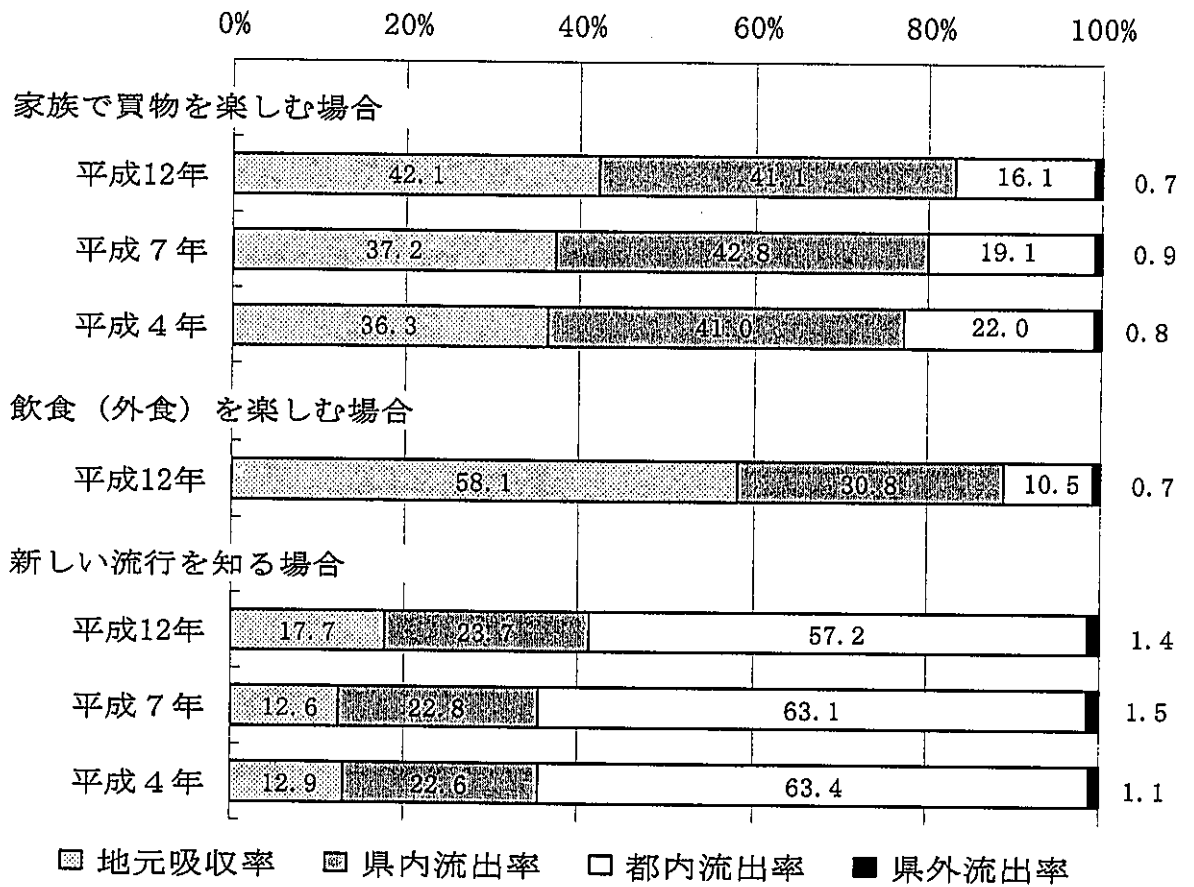 0% 20% 40% 60% 80% 100%
家族で買物を楽しむ場合
平成12年 42.1 41.1 16.1 0.7
平成7年 37.2 42.8 19.1 0.9
平成4年 36.3 41.0 22.0 0.8
飲食（外食）を楽しむ場合
平成12年 58.1 30.8 10.5 0.7
新しい流行を知る場合
平成12年 17.7 23.7 57.2 1.4
平成7年 12.6 22.8 63.1 1.5
平成4年 12.9 22.6 63.4 1.1
地元吸収率 県内流出率 都内流出率 県外流出率